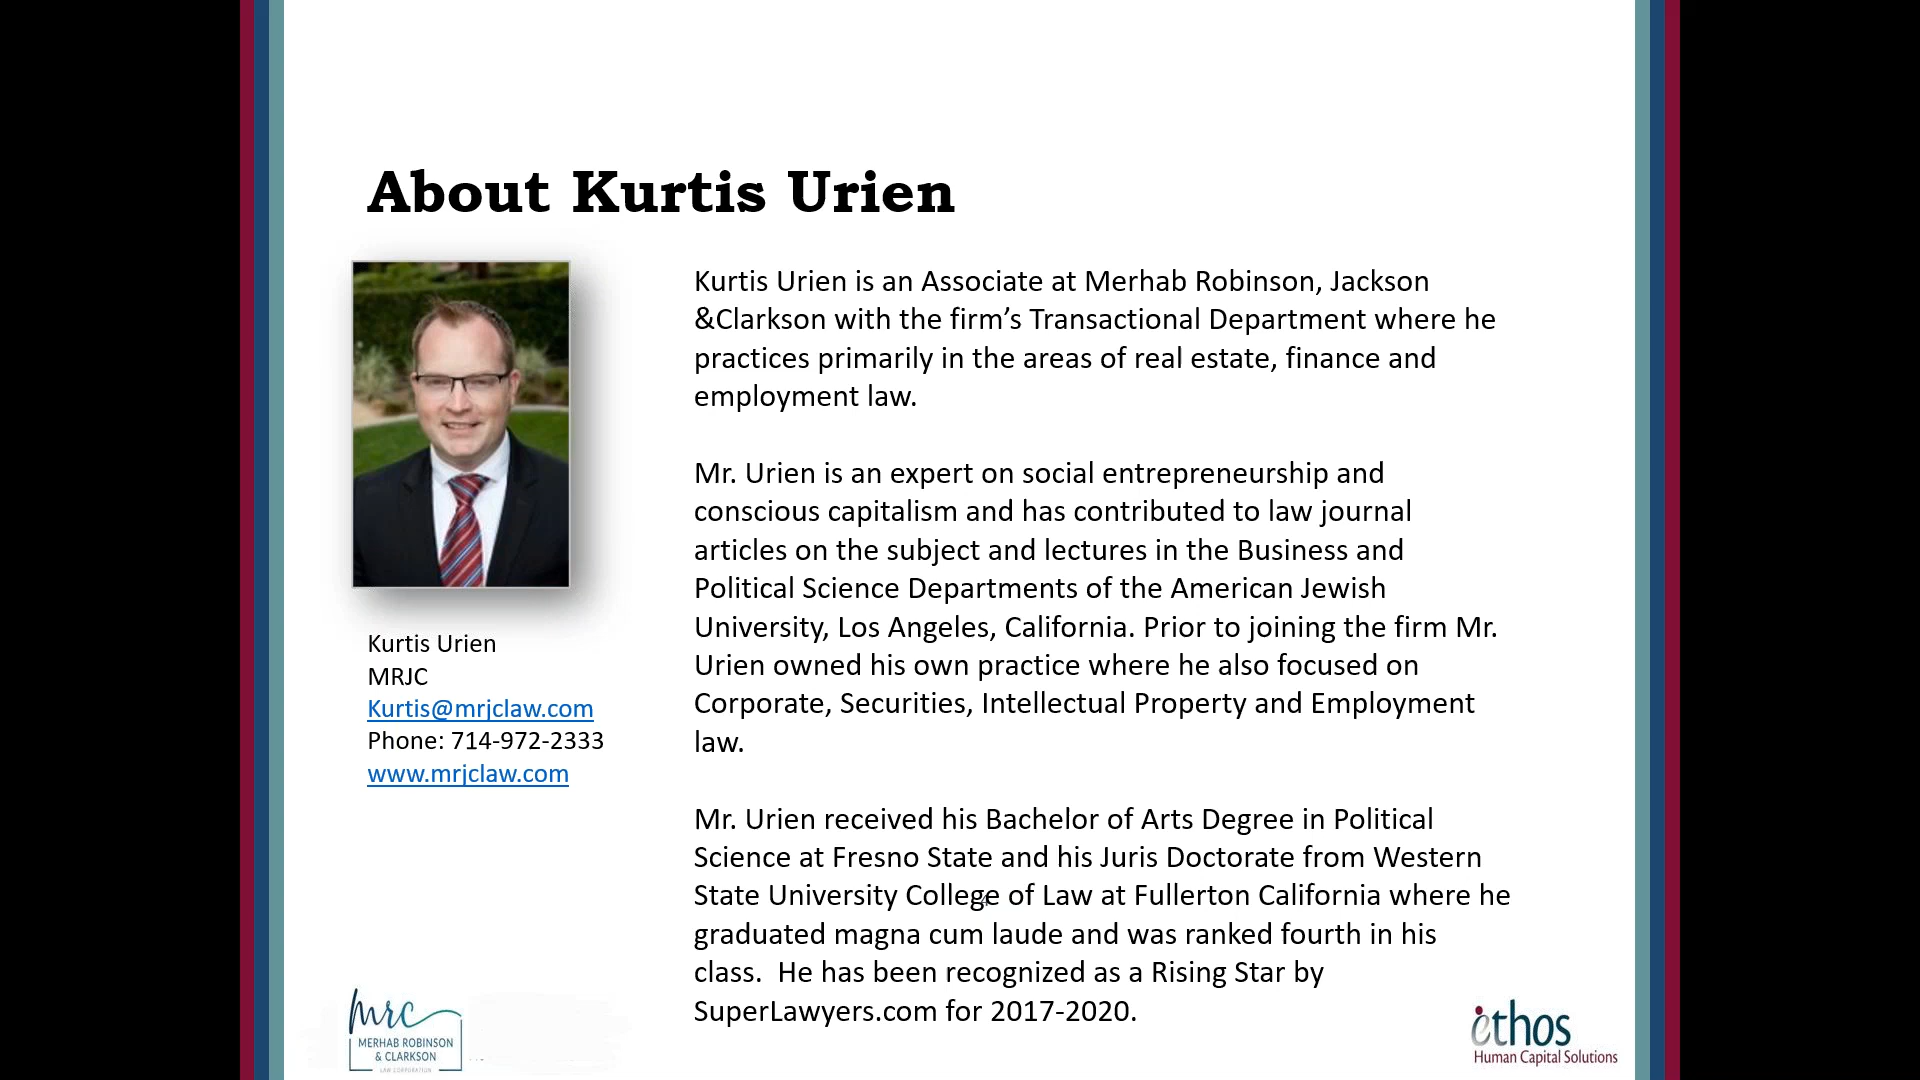 About Kurtis Urien
Kurtis Urien is an Associate at Merhab Robinson, Jackson
&Clarkson with the firm’s Transactional Department where he
practices primarily in the areas of real estate, finance and
employment law.
Mr. Urien is an expert on social entrepreneurship and
conscious capitalism and has contributed to law journal
articles on the subject and lectures in the Business and
Political Science Departments of the American Jewish
University, Los Angeles, California. Prior to joining the firm Mr.
Urien owned his own practice where he also focused on
Corporate, Securities, Intellectual Property and Employment
law.
Mr. Urien received his Bachelor of Arts Degree in Political
Science at Fresno State and his Juris Doctorate from Western
State University College of Law at Fullerton California where he
graduated magna cum laude and was ranked fourth in his
class.  He has been recognized as a Rising Star by
SuperLawyers.com for 2017-2020.
Kurtis Urien
MRJC
Kurtis@mrjclaw.com
Phone: 714-972-2333
www.mrjclaw.com
mrc
MERHAB ROBINSON
& CLARKSON
LAW CORPORATION
ethos
Human Capital Solutions